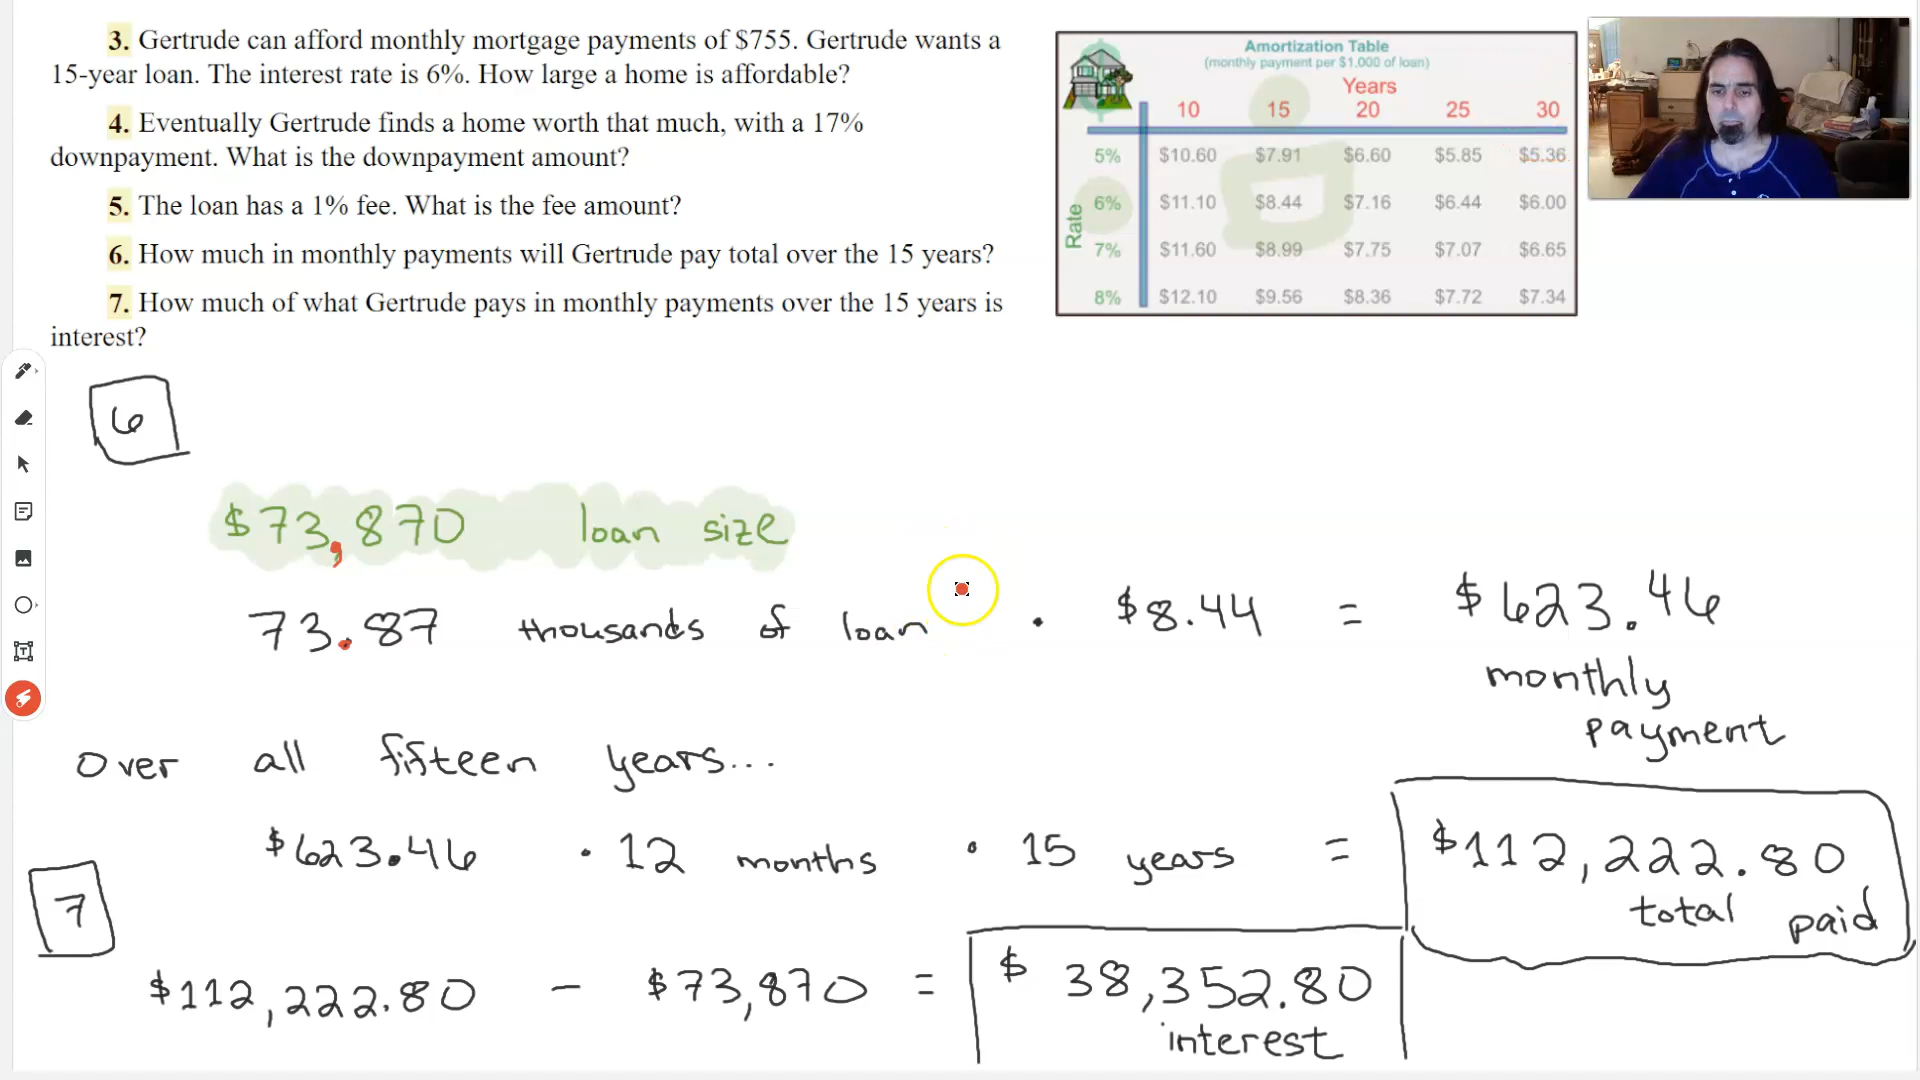 3. Gertrude can afford monthly mortgage payments of $755. Gertrude wants a
15-year loan. The interest rate is 6%. How large a home is affordable?
4. Eventually Gertrude finds a home worth that much, with a 17%
downpayment. What is the downpayment amount?
5. The loan has a 1% fee. What is the fee amount?
6. How much in monthly payments will Gertrude pay total over the 15 years?
7. How much of what Gertrude pays in monthly payments over the 15 years is
interest?
Amortization Table
(monthly payment per $1,000 of loan)
Years
10 15 20 25 30
Rate
5% $10.60 $7.91 $6.60 $5.85 $5.36
6% $11.10 $8.44 $7.16 $6.44 $6.00
7% $11.60 $8.99 $7.75 $7.07 $6.65
8% $12.10 $9.56 $8.36 $7.72 $7.34
6
$73,870 loan size
73.87 thousands of loan · $8.44 = $623.46
monthly
payment
Over all fifteen years...
$623.46 · 12 months · 15 years = $112,222.80
total paid
7
$112,222.80 - $73,870 = $ 38,352.80
interest